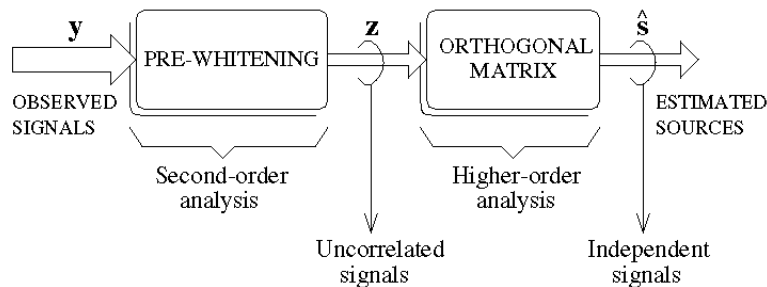 y
z
ŝ
PRE-WHITENING
ORTHOGONAL
MATRIX
OBSERVED
SIGNALS
ESTIMATED
SOURCES
Second-order
analysis
Higher-order
analysis
Uncorrelated
signals
Independent
signals